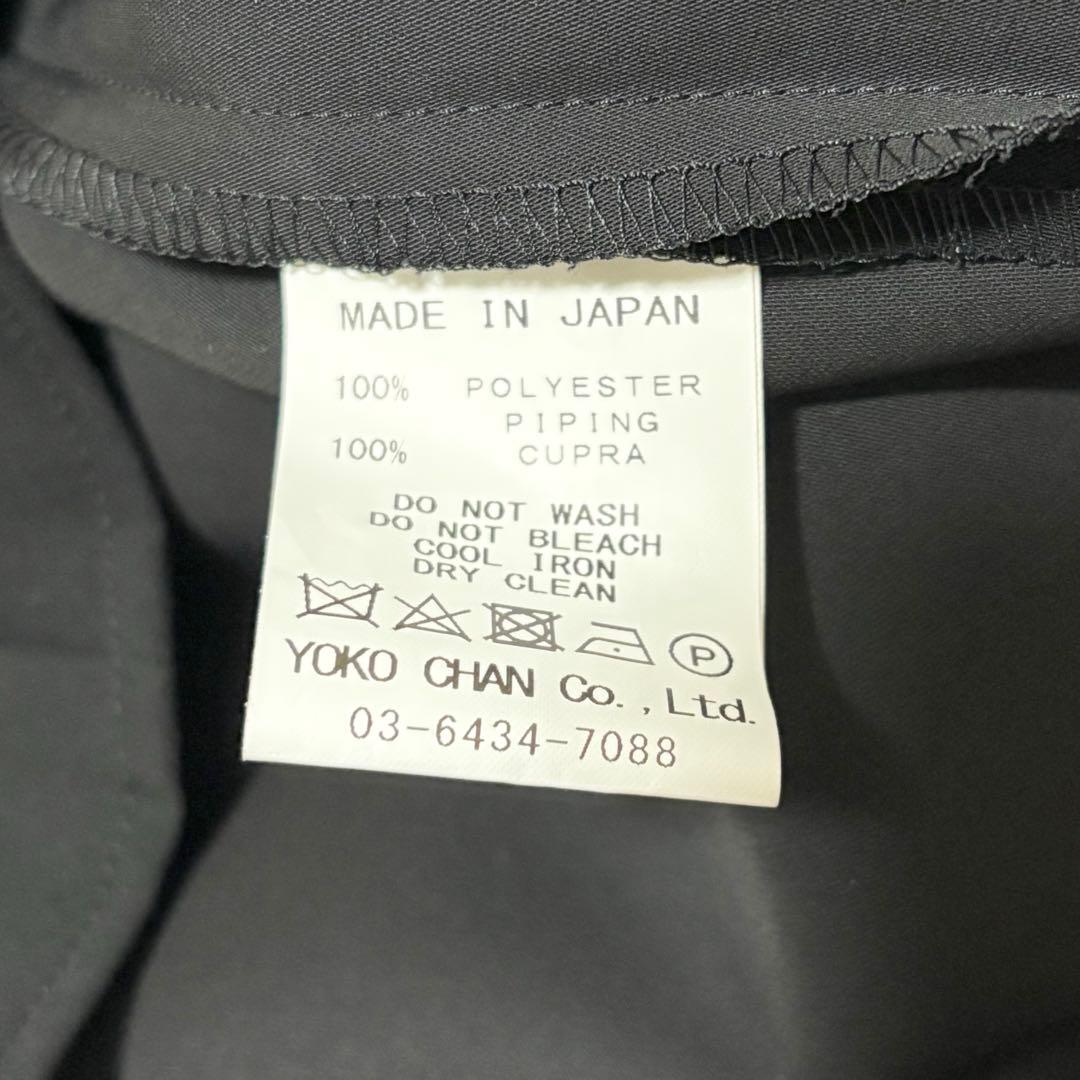 MADE IN JAPAN
100% POLYESTER
PIPING
100% CUPRA
DO NOT WASH
DO NOT BLEACH
COOL IRON
DRY CLEAN
P
YOKO CHAN Co., Ltd.
03-6434-7088